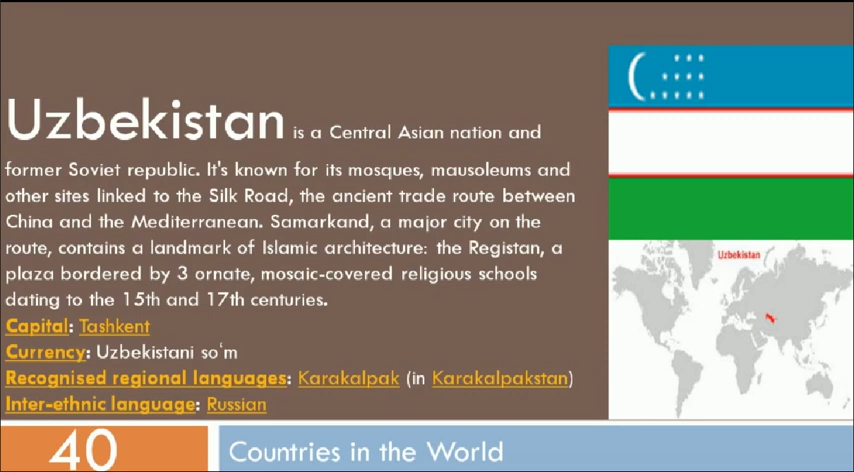 Uzbekistan is a Central Asian nation and
former Soviet republic. It's known for its mosques, mausoleums and
other sites linked to the Silk Road, the ancient trade route between
China and the Mediterranean. Samarkand, a major city on the
route, contains a landmark of Islamic architecture: the Registan, a
plaza bordered by 3 ornate, mosaic-covered religious schools
dating to the 15th and 17th centuries.
Capital: Tashkent
Currency: Uzbekistani soʻm
Recognised regional languages: Karakalpak (in Karakalpakstan)
Inter-ethnic language: Russian
Uzbekistan
40
Countries in the World